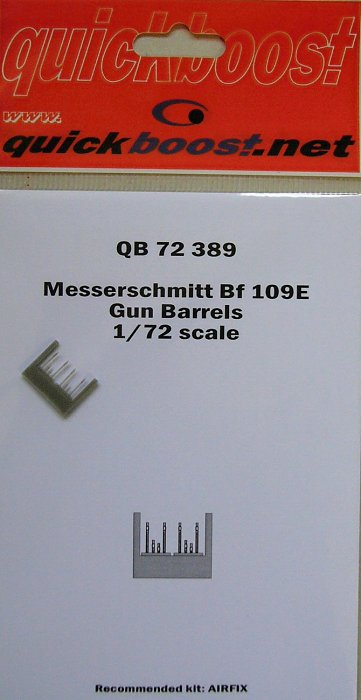 quickboost
www.
quickboost.net
QB 72 389
Messerschmitt Bf 109E
Gun Barrels
1/72 scale
Recommended kit: AIRFIX